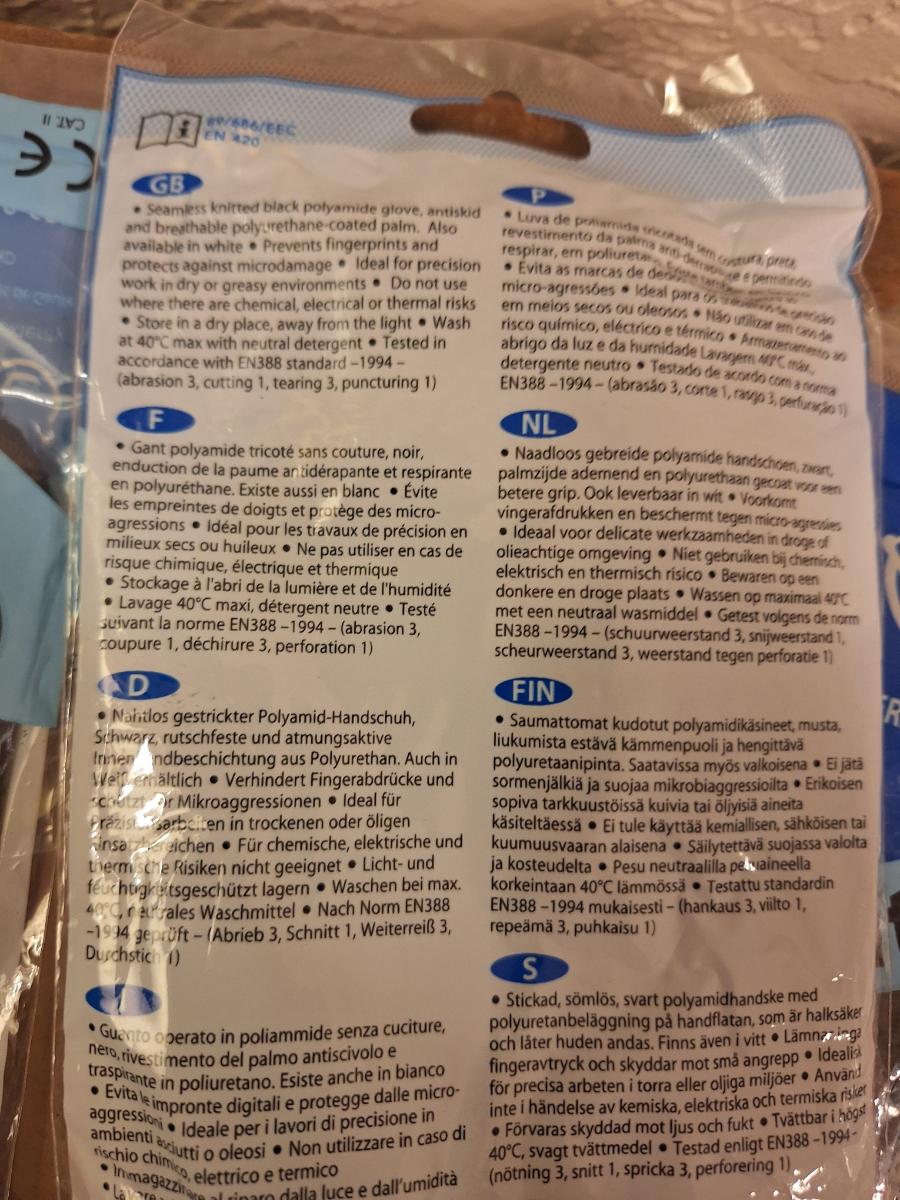 CAT. II
CE
89/686/EEC
EN 420
GB
• Seamless knitted black polyamide glove, antiskid
and breathable polyurethane-coated palm. Also
available in white • Prevents fingerprints and
protects against microdamage • Ideal for precision
work in dry or greasy environments • Do not use
where there are chemical, electrical or thermal risks
• Store in a dry place, away from the light • Wash
at 40°C max with neutral detergent • Tested in
accordance with EN388 standard –1994 –
(abrasion 3, cutting 1, tearing 3, puncturing 1)
F
• Gant polyamide tricoté sans couture, noir,
enduction de la paume antidérapante et respirante
en polyuréthane. Existe aussi en blanc • Évite
les empreintes de doigts et protège des micro-
agressions • Idéal pour les travaux de précision en
milieux secs ou huileux • Ne pas utiliser en cas de
risque chimique, électrique et thermique
• Stockage à l'abri de la lumière et de l'humidité
• Lavage 40°C maxi, détergent neutre • Testé
suivant la norme EN388 –1994 – (abrasion 3,
coupure 1, déchirure 3, perforation 1)
D
• Nahtlos gestrickter Polyamid-Handschuh,
Schwarz, rutschfeste und atmungsaktive
aus Polyurethan. Auch in
• Verhindert Fingerabdrücke und
Mikroaggressionen • Ideal für
in trockenen oder öligen
• Für chemische, elektrische und
thermische Risiken nicht geeignet • Licht- und
feuchtigkeitsgeschützt lagern • Waschen bei max.
40°C, neutrales Waschmittel • Nach Norm EN388
–1994 geprüft – (Abrieb 3, Schnitt 1, Weiterreiß 3,
Durchstich 1)
• Guanto operato in poliammide senza cuciture,
nero, rivestimento del palmo antiscivolo e
traspirante in poliuretano. Esiste anche in bianco
• Evita le impronte digitali e protegge dalle micro-
aggressioni • Ideale per i lavori di precisione in
ambienti asciutti o oleosi • Non utilizzare in caso di
rischio chimico, elettrico e termico
• Immagazzinare al riparo dalla luce e dall'umidità
P
• Luva de poliamida tricotada sem costura, preta,
revestimento da palma anti-derrapante e permitindo
respirar, em poliuretano.
• Evita as marcas de
micro-agressões • Ideal para os trabalhos de precisão
em meios secos ou oleosos • Não utilizar em caso de
risco químico, eléctrico e térmico • Armazenamento ao
abrigo da luz e da humidade Lavagem 40°C máx.,
detergente neutro • Testado de acordo com a norma
EN388 –1994 – (abrasão 3, corte 1, rasgo 3, perfuração 1)
NL
• Naadloos gebreide polyamide handschoen, zwart,
palmzijde ademend en polyurethaan gecoat voor een
betere grip. Ook leverbaar in wit • Voorkomt
vingerafdrukken en beschermt tegen micro-agressies
• Ideaal voor delicate werkzaamheden in droge of
olieachtige omgeving • Niet gebruiken bij chemisch,
elektrisch en thermisch risico • Bewaren op een
donkere en droge plaats • Wassen op maximaal 40°C
met een neutraal wasmiddel • Getest volgens de norm
EN388 –1994 – (schuurweerstand 3, snijweerstand 1,
scheurweerstand 3, weerstand tegen perforatie 1)
FIN
• Saumattomat kudotut polyamidikäsineet, musta,
liukumista estävä kämmenpuoli ja hengittävä
polyuretaanipinta. Saatavissa myös valkoisena • Ei jätä
sormenjälkiä ja suojaa mikrobiaggressioilta • Erikoisen
sopiva tarkkuustöissä kuivia tai öljyisiä aineita
käsiteltäessä • Ei tule käyttää kemiallisen, sähköisen tai
kuumuusvaaran alaisena • Säilytettävä suojassa valolta
ja kosteudelta • Pesu neutraalilla pesuaineella
korkeintaan 40°C lämmössä • Testattu standardin
EN388 –1994 mukaisesti – (hankaus 3, viilto 1,
repeämä 3, puhkaisu 1)
S
• Stickad, sömlös, svart polyamidhandske med
polyuretanbeläggning på handflatan, som är halksäker
och låter huden andas. Finns även i vitt • Lämnar inga
fingeravtryck och skyddar mot små angrepp • Idealisk
för precisa arbeten i torra eller oljiga miljöer • Använd
inte i händelse av kemiska, elektriska och termiska risker
• Förvaras skyddad mot ljus och fukt • Tvättbar i högst
40°C, svagt tvättmedel • Testad enligt EN388 –1994–
(nötning 3, snitt 1, spricka 3, perforering 1)